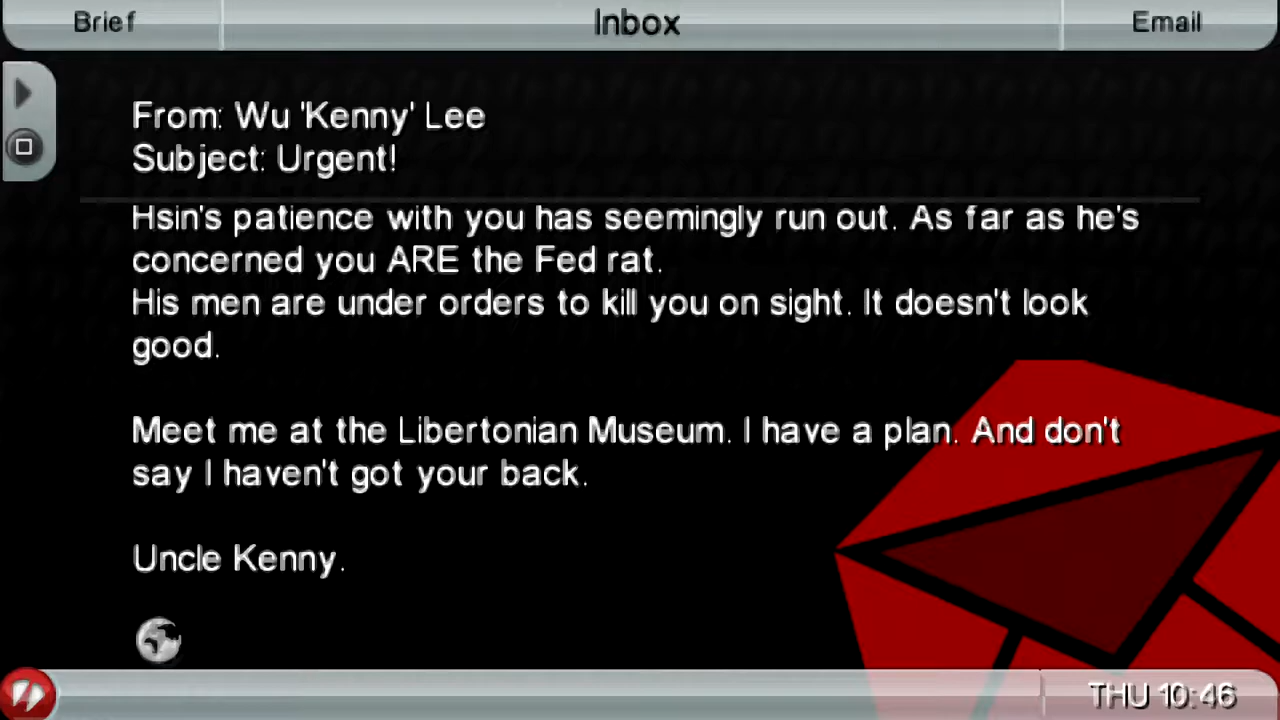 Brief Inbox Email
From: Wu 'Kenny' Lee
Subject: Urgent!
Hsin's patience with you has seemingly run out. As far as he's
concerned you ARE the Fed rat.
His men are under orders to kill you on sight. It doesn't look
good.
Meet me at the Libertonian Museum. I have a plan. And don't
say I haven't got your back.
Uncle Kenny.
THU 10:46